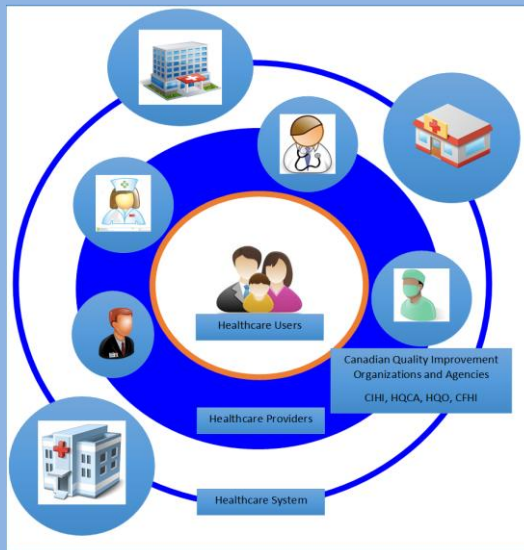 Healthcare Users
Canadian Quality Improvement
Organizations and Agencies
CIHI, HQCA, HQO, CFHI
Healthcare Providers
Healthcare System